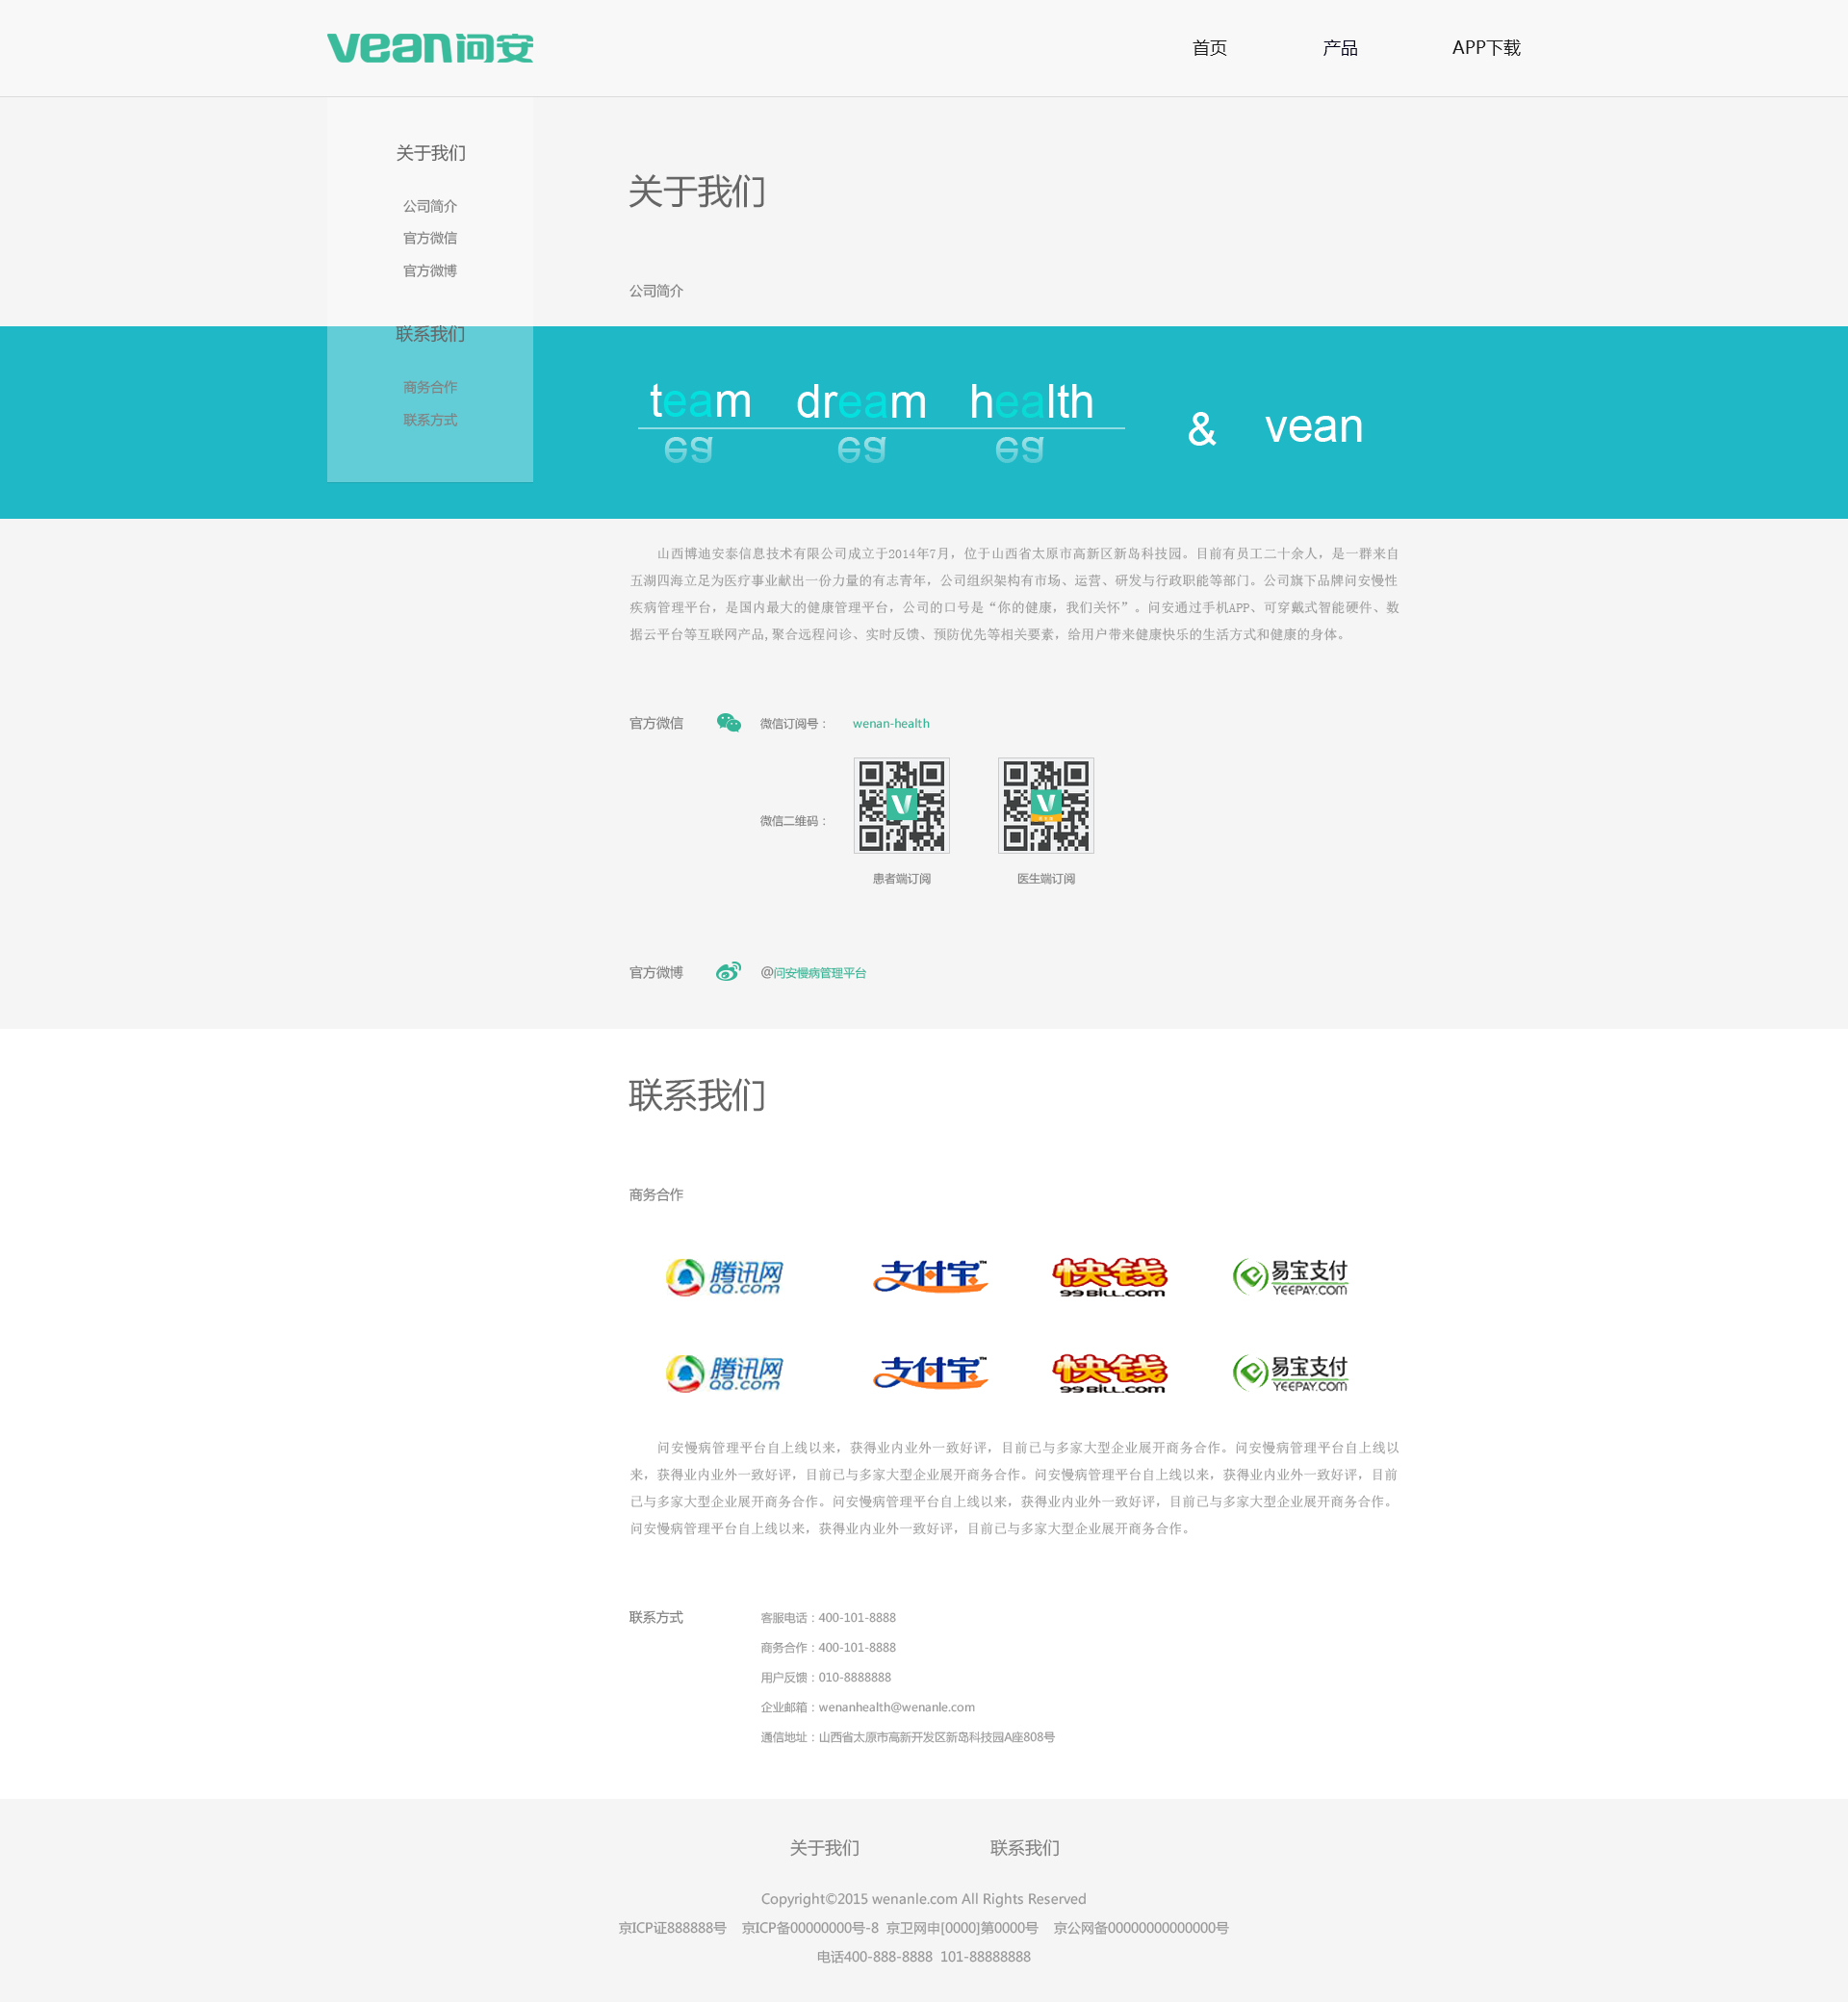 vean问安
首页 产品 APP下载
关于我们
公司简介
官方微信
官方微博
联系我们
商务合作
联系方式
关于我们
公司简介
team dream health & vean
山西博迪安泰信息技术有限公司成立于2014年7月，位于山西省太原市高新区新岛科技园。目前有员工二十余人，是一群来自
五湖四海立足为医疗事业献出一份力量的有志青年，公司组织架构有市场、运营、研发与行政职能等部门。公司旗下品牌问安慢性
疾病管理平台，是国内最大的健康管理平台，公司的口号是“你的健康，我们关怀”。问安通过手机APP、可穿戴式智能硬件、数
据云平台等互联网产品,聚合远程问诊、实时反馈、预防优先等相关要素，给用户带来健康快乐的生活方式和健康的身体。
官方微信 微信订阅号： wenan-health
微信二维码：
患者端订阅 医生端订阅
官方微博 @问安慢病管理平台
联系我们
商务合作
腾讯网 QQ.com 支付宝™ 快钱 99BILL.com 易宝支付 YEEPAY.COM
腾讯网 QQ.com 支付宝™ 快钱 99BILL.com 易宝支付 YEEPAY.COM
问安慢病管理平台自上线以来，获得业内业外一致好评，目前已与多家大型企业展开商务合作。问安慢病管理平台自上线以
来，获得业内业外一致好评，目前已与多家大型企业展开商务合作。问安慢病管理平台自上线以来，获得业内业外一致好评，目前
已与多家大型企业展开商务合作。问安慢病管理平台自上线以来，获得业内业外一致好评，目前已与多家大型企业展开商务合作。
问安慢病管理平台自上线以来，获得业内业外一致好评，目前已与多家大型企业展开商务合作。
联系方式 客服电话：400-101-8888
商务合作：400-101-8888
用户反馈：010-8888888
企业邮箱：wenanhealth@wenanle.com
通信地址：山西省太原市高新开发区新岛科技园A座808号
关于我们 联系我们
Copyright©2015 wenanle.com All Rights Reserved
京ICP证888888号 京ICP备00000000号-8 京卫网申[0000]第0000号 京公网备00000000000000号
电话400-888-8888 101-88888888